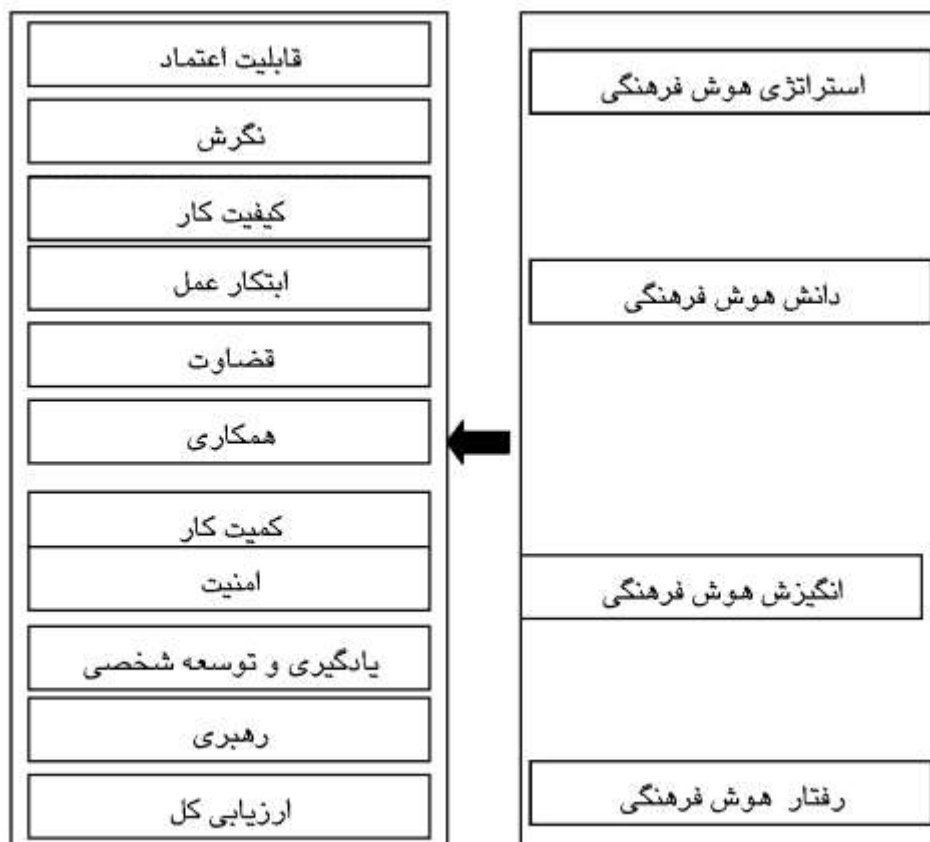 استراتژی هوش فرهنگی
دانش هوش فرهنگی
انگیزش هوش فرهنگی
رفتار هوش فرهنگی
قابلیت اعتماد
نگرش
کیفیت کار
ابتکار عمل
قضاوت
همکاری
کمیت کار
امنیت
یادگیری و توسعه شخصی
رهبری
ارزیابی کل